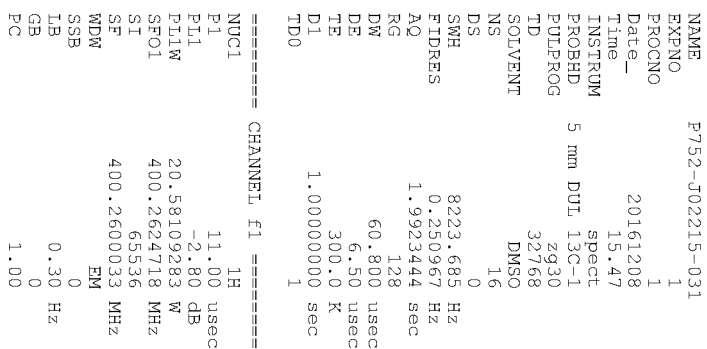 NAME P752-J02215-031
EXPNO 1
PROCNO 1
Date_ 20161208
Time 15.47
INSTRUM spect
PROBHD 5 mm DUL 13C-1
PULPROG zg30
TD 32768
SOLVENT DMSO
NS 16
DS 0
SWH 8223.685 Hz
FIDRES 0.250967 Hz
AQ 1.9923444 sec
RG 128
DW 60.800 usec
DE 6.50 usec
TE 300.0 K
D1 1.00000000 sec
TD0 1
======== CHANNEL f1 ========
NUC1 1H
P1 11.00 usec
PL1 -2.80 dB
PL1W 20.58109283 W
SFO1 400.2624718 MHz
SI 65536
SF 400.2600033 MHz
WDW EM
SSB 0
LB 0.30 Hz
GB 0
PC 1.00